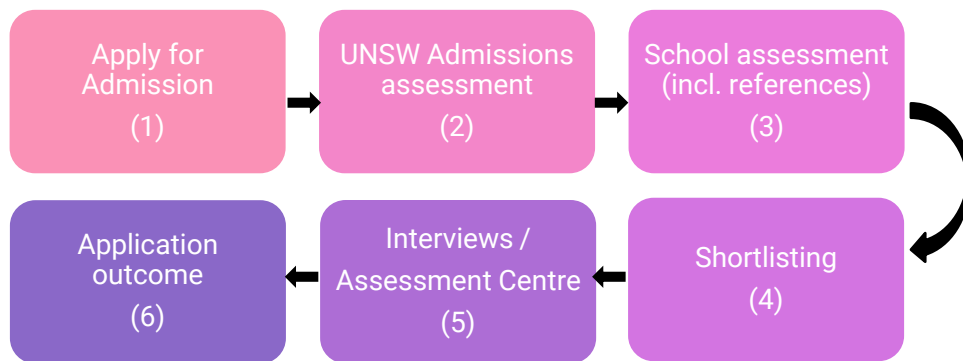 Apply for
Admission
(1)
UNSW Admissions
assessment
(2)
School assessment
(incl. references)
(3)
Shortlisting
(4)
Interviews /
Assessment Centre
(5)
Application
outcome
(6)